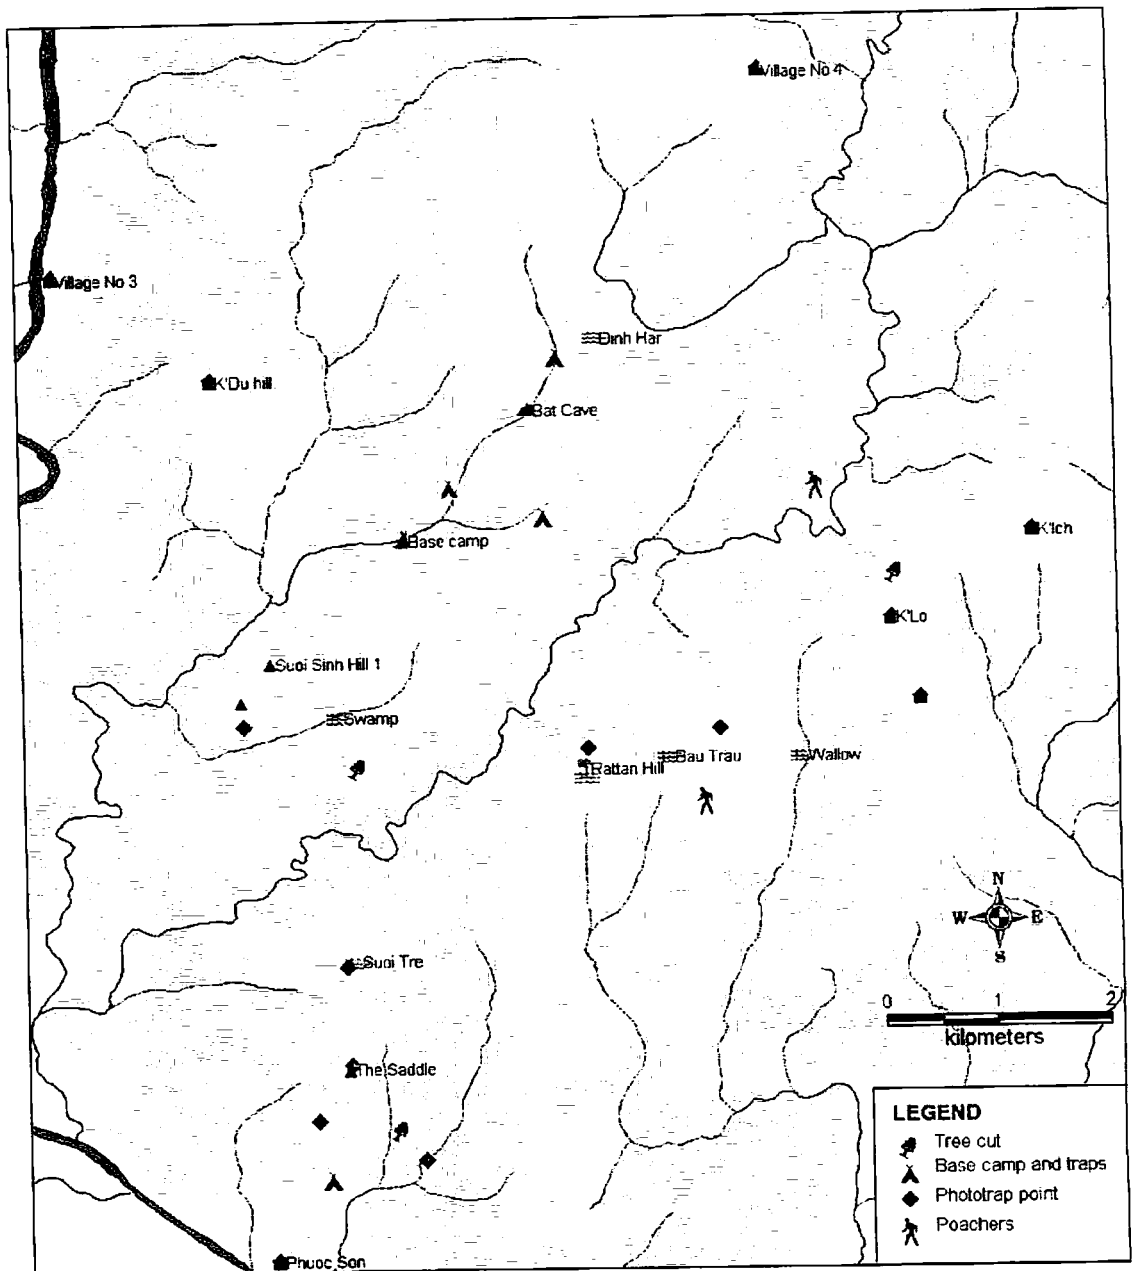 Village No 4
Village No 3
Dinh Har
K'Du hill
Bat Cave
Base camp
K'Ich
K'Lo
Suoi Sinh Hill 1
Swamp
Bau Trau
Wallow
Rattan Hill
N
W E
S
Suoi Tre
0 1 2
kilometers
The Saddle
LEGEND
Tree cut
Base camp and traps
Phototrap point
Poachers
Phuoc Son